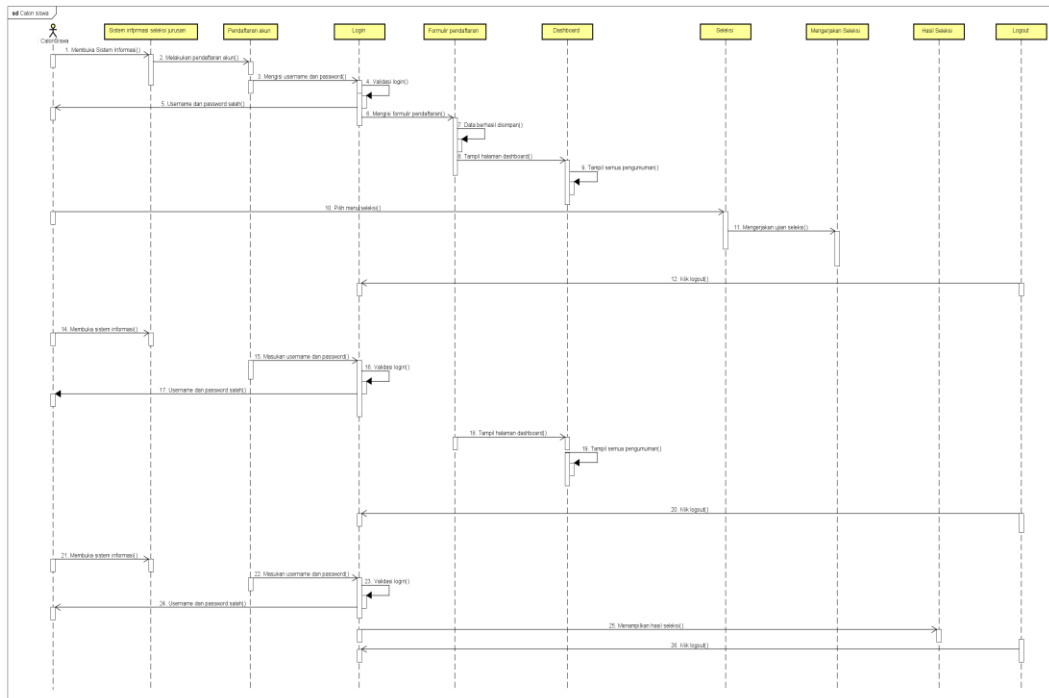 sd Calon siswa
CalonSiswa
Sistem infprmasi seleksi jurusan
Pendaftaran akun
Login
Formulir pendaftaran
Dashboard
Seleksi
Mengerjakan Seleksi
Hasil Seleksi
Logout
1. Membuka Sistem Informasi()
2. Melakukan pendaftaran akun()
3. Mengisi username dan password()
4. Validasi login()
5. Username dan password salah()
6. Mengisi formulir pendaftaran()
7. Data berhasil disimpan()
8. Tampil halaman dashboard()
9. Tampil semua pengumuman()
10. Pilih menu seleksi()
11. Mengerjakan ujian seleksi()
12. Klik logout()
14. Membuka sistem informasi()
15. Masukan username dan password()
16. Validasi login()
17. Username dan password salah()
18. Tampil halaman dashboard()
19. Tampil semua pengumuman()
20. Klik logout()
21. Membuka sistem informasi()
22. Masukan username dan password()
23. Validasi login()
24. Username dan password salah()
25. Menampilkan hasil seleksi()
26. Klik logout()